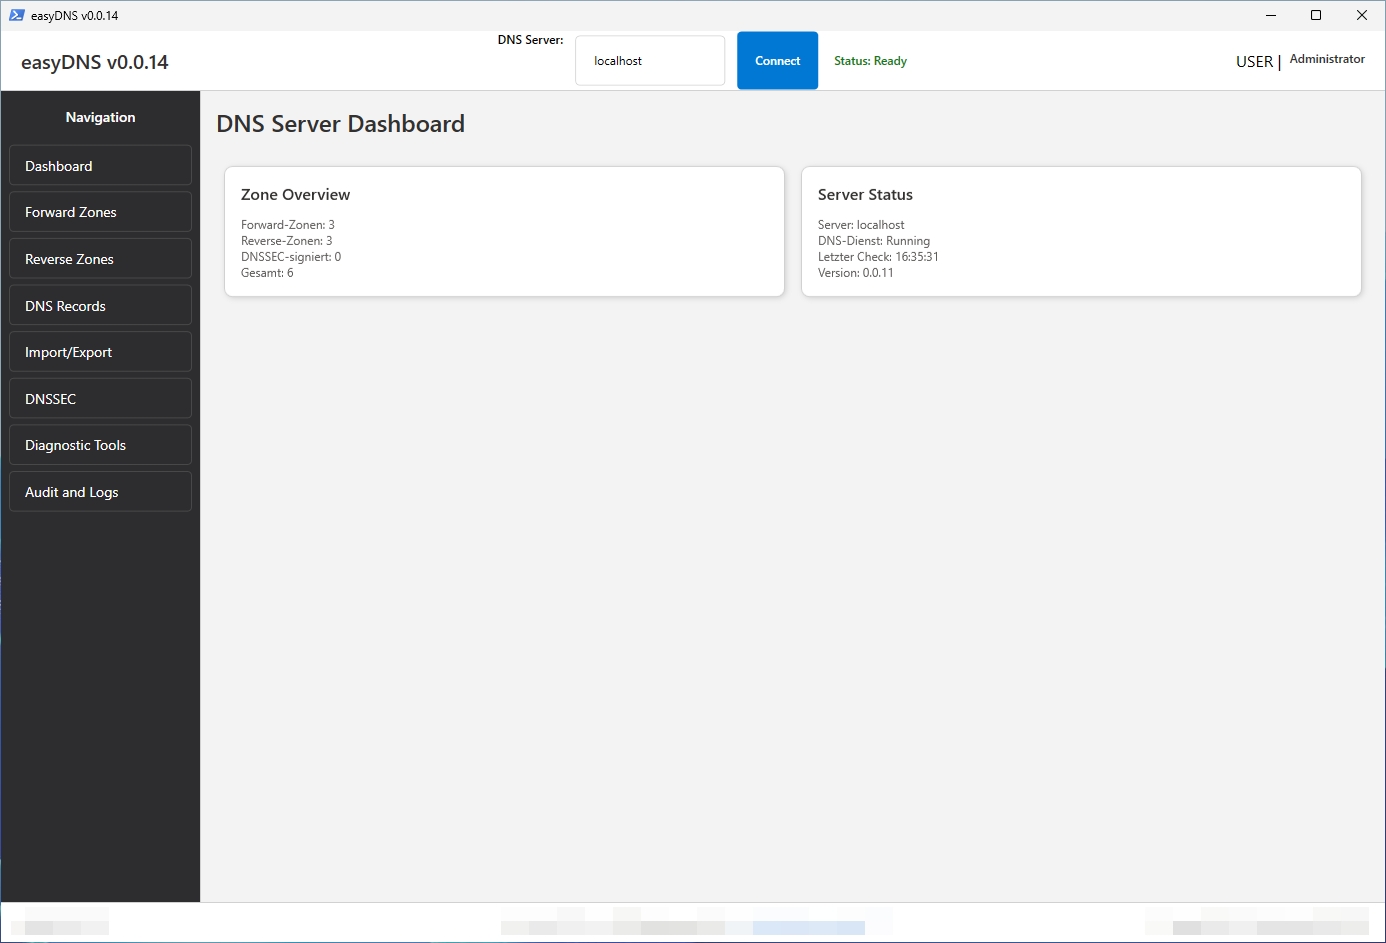 easyDNS v0.0.14
easyDNS v0.0.14
DNS Server:
localhost
Connect
Status: Ready
USER |
Administrator
Navigation
Dashboard
Forward Zones
Reverse Zones
DNS Records
Import/Export
DNSSEC
Diagnostic Tools
Audit and Logs
DNS Server Dashboard
Zone Overview
Forward-Zonen: 3
Reverse-Zonen: 3
DNSSEC-signiert: 0
Gesamt: 6
Server Status
Server: localhost
DNS-Dienst: Running
Letzter Check: 16:35:31
Version: 0.0.11